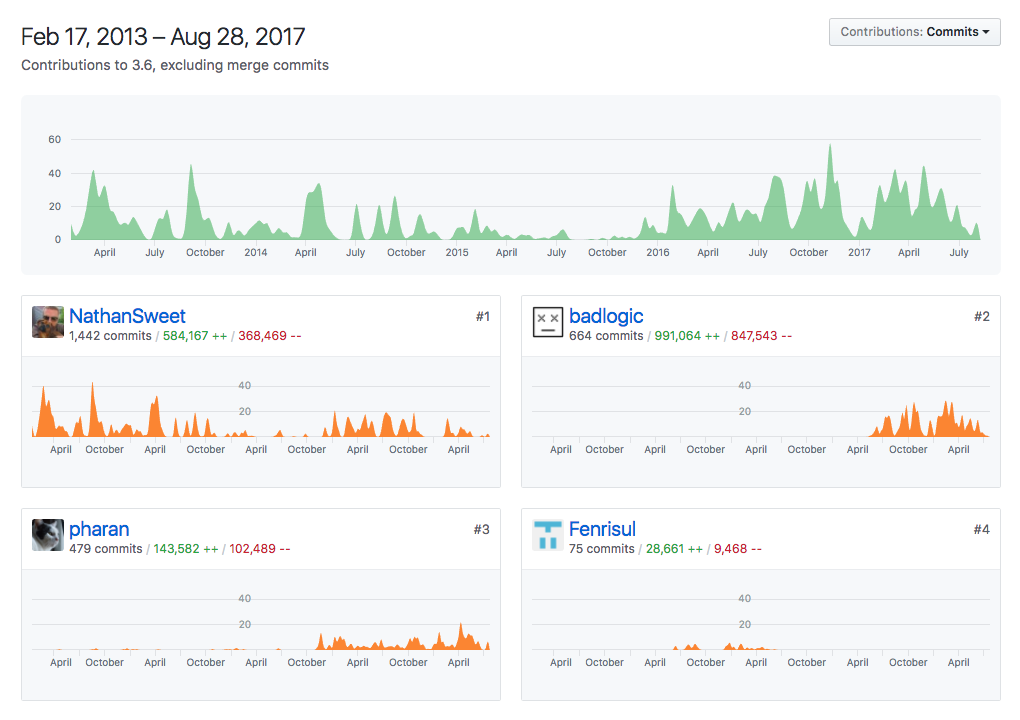 Feb 17, 2013 – Aug 28, 2017
Contributions: Commits
Contributions to 3.6, excluding merge commits
60
40
20
0
April July October 2014 April July October 2015 April July October 2016 April July October 2017 April July
NathanSweet #1
1,442 commits / 584,167 ++ / 368,469 --
40
20
April October April October April October April October April
badlogic #2
664 commits / 991,064 ++ / 847,543 --
40
20
April October April October April October April October April
pharan #3
479 commits / 143,582 ++ / 102,489 --
40
20
April October April October April October April October April
Fenrisul #4
75 commits / 28,661 ++ / 9,468 --
40
20
April October April October April October April October April